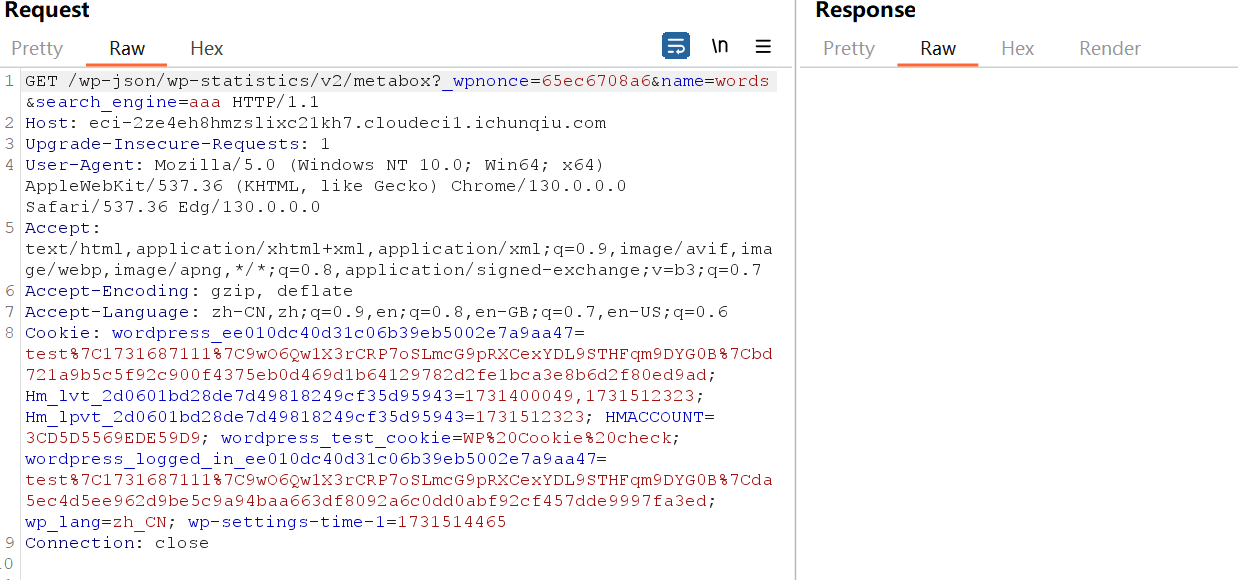 Request
Response
Pretty Raw Hex
\n
Pretty Raw Hex Render
1 GET /wp-json/wp-statistics/v2/metabox?_wpnonce=65ec6708a6&name=words
&search_engine=aaa HTTP/1.1
2 Host: eci-2ze4eh8hmzslixc21kh7.cloudeci1.ichunqiu.com
3 Upgrade-Insecure-Requests: 1
4 User-Agent: Mozilla/5.0 (Windows NT 10.0; Win64; x64)
AppleWebKit/537.36 (KHTML, like Gecko) Chrome/130.0.0.0
Safari/537.36 Edg/130.0.0.0
5 Accept:
text/html,application/xhtml+xml,application/xml;q=0.9,image/avif,ima
ge/webp,image/apng,*/*;q=0.8,application/signed-exchange;v=b3;q=0.7
6 Accept-Encoding: gzip, deflate
7 Accept-Language: zh-CN,zh;q=0.9,en;q=0.8,en-GB;q=0.7,en-US;q=0.6
8 Cookie: wordpress_ee010dc40d31c06b39eb5002e7a9aa47=
test%7C1731687111%7C9wO6Qw1X3rCRP7oSLmcG9pRXCexYDL9STHFqm9DYG0B%7Cbd
721a9b5c5f92c900f4375eb0d469d1b64129782d2fe1bca3e8b6d2f80ed9ad;
Hm_lvt_2d0601bd28de7d49818249cf35d95943=1731400049,1731512323;
Hm_lpvt_2d0601bd28de7d49818249cf35d95943=1731512323; HMACCOUNT=
3CD5D5569EDE59D9; wordpress_test_cookie=WP%20Cookie%20check;
wordpress_logged_in_ee010dc40d31c06b39eb5002e7a9aa47=
test%7C1731687111%7C9wO6Qw1X3rCRP7oSLmcG9pRXCexYDL9STHFqm9DYG0B%7Cda
5ec4d5ee962d9be5c9a94baa663df8092a6c0dd0abf92cf457dde9997fa3ed;
wp_lang=zh_CN; wp-settings-time-1=1731514465
9 Connection: close
10